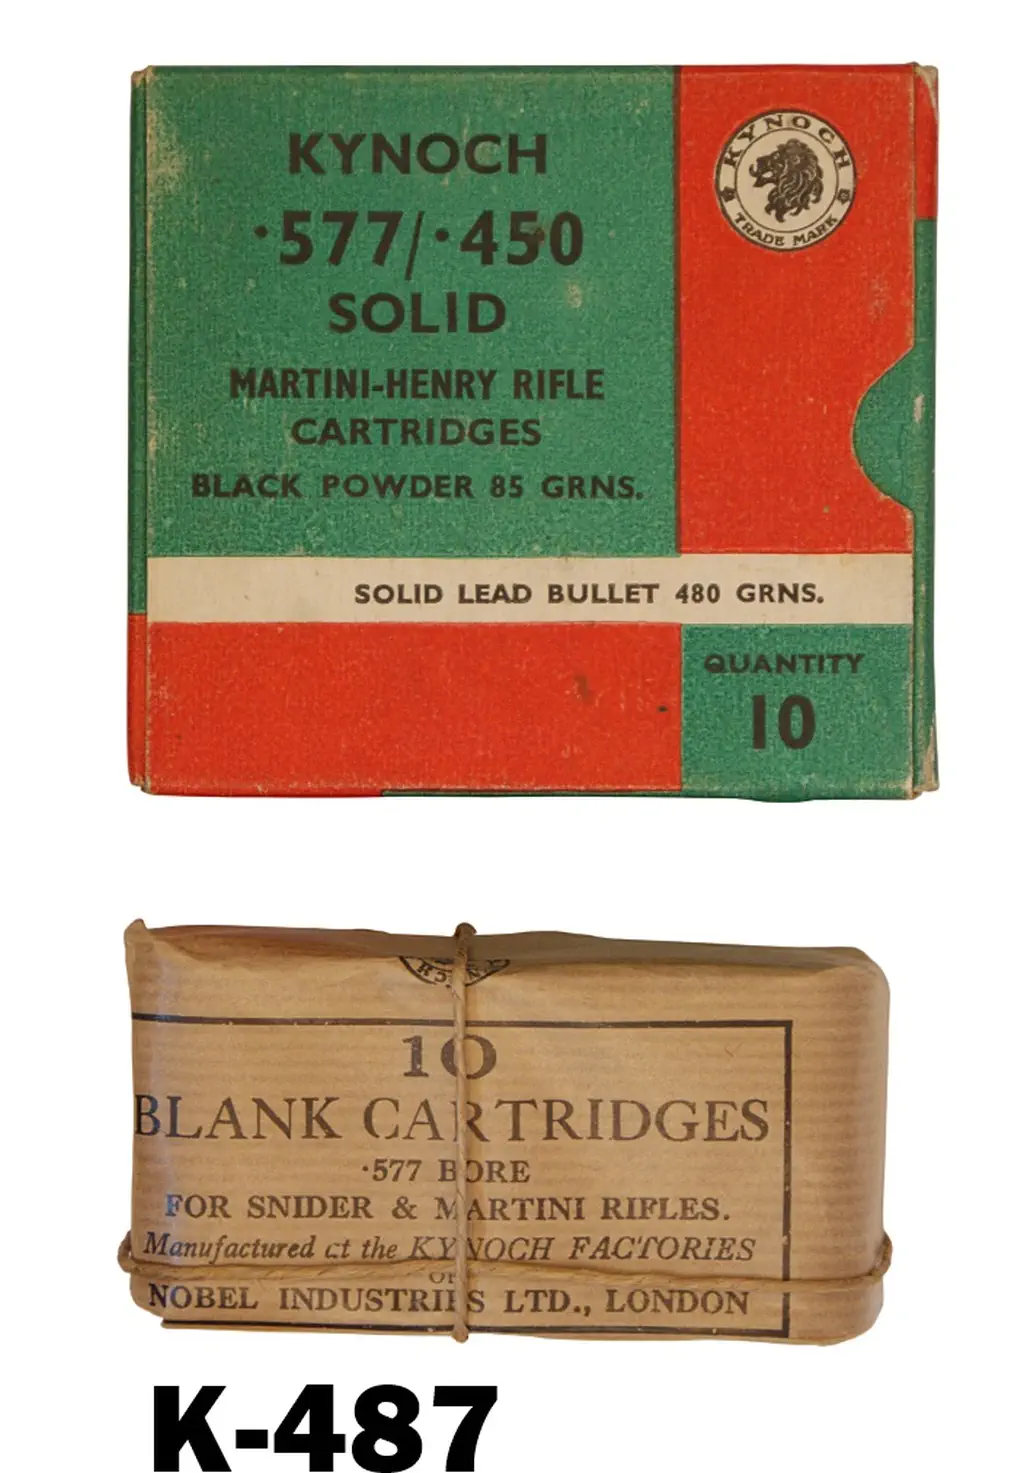 KYNOCH
·577/·450
SOLID
MARTINI-HENRY RIFLE
CARTRIDGES
BLACK POWDER 85 GRNS.
KYNOCH
TRADE MARK
SOLID LEAD BULLET 480 GRNS.
QUANTITY
10
10
BLANK CARTRIDGES
·577 BORE
FOR SNIDER & MARTINI RIFLES.
Manufactured at the KYNOCH FACTORIES
OF
NOBEL INDUSTRIES LTD., LONDON
K-487